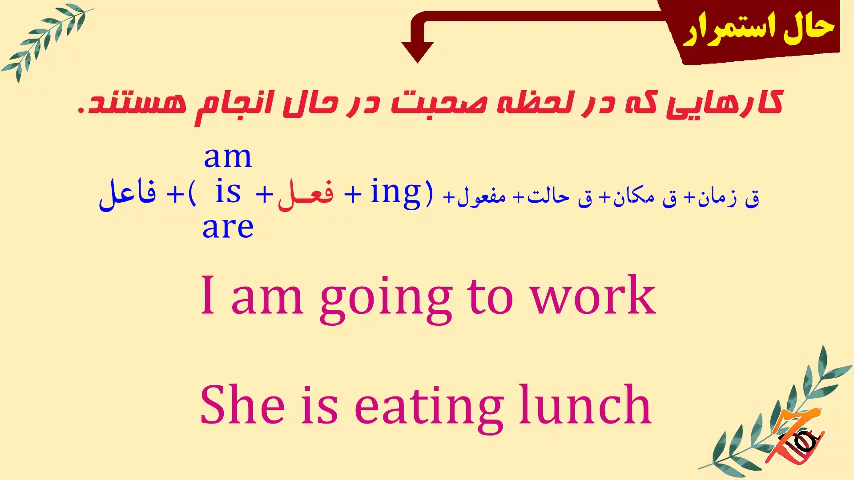 حال استمرار
کارهایی که در لحظه صحبت در حال انجام هستند.
am
فاعل +( is + فعـل + ing ) +مفعول +ق حالت +ق مکان +ق زمان
are
I am going to work
She is eating lunch